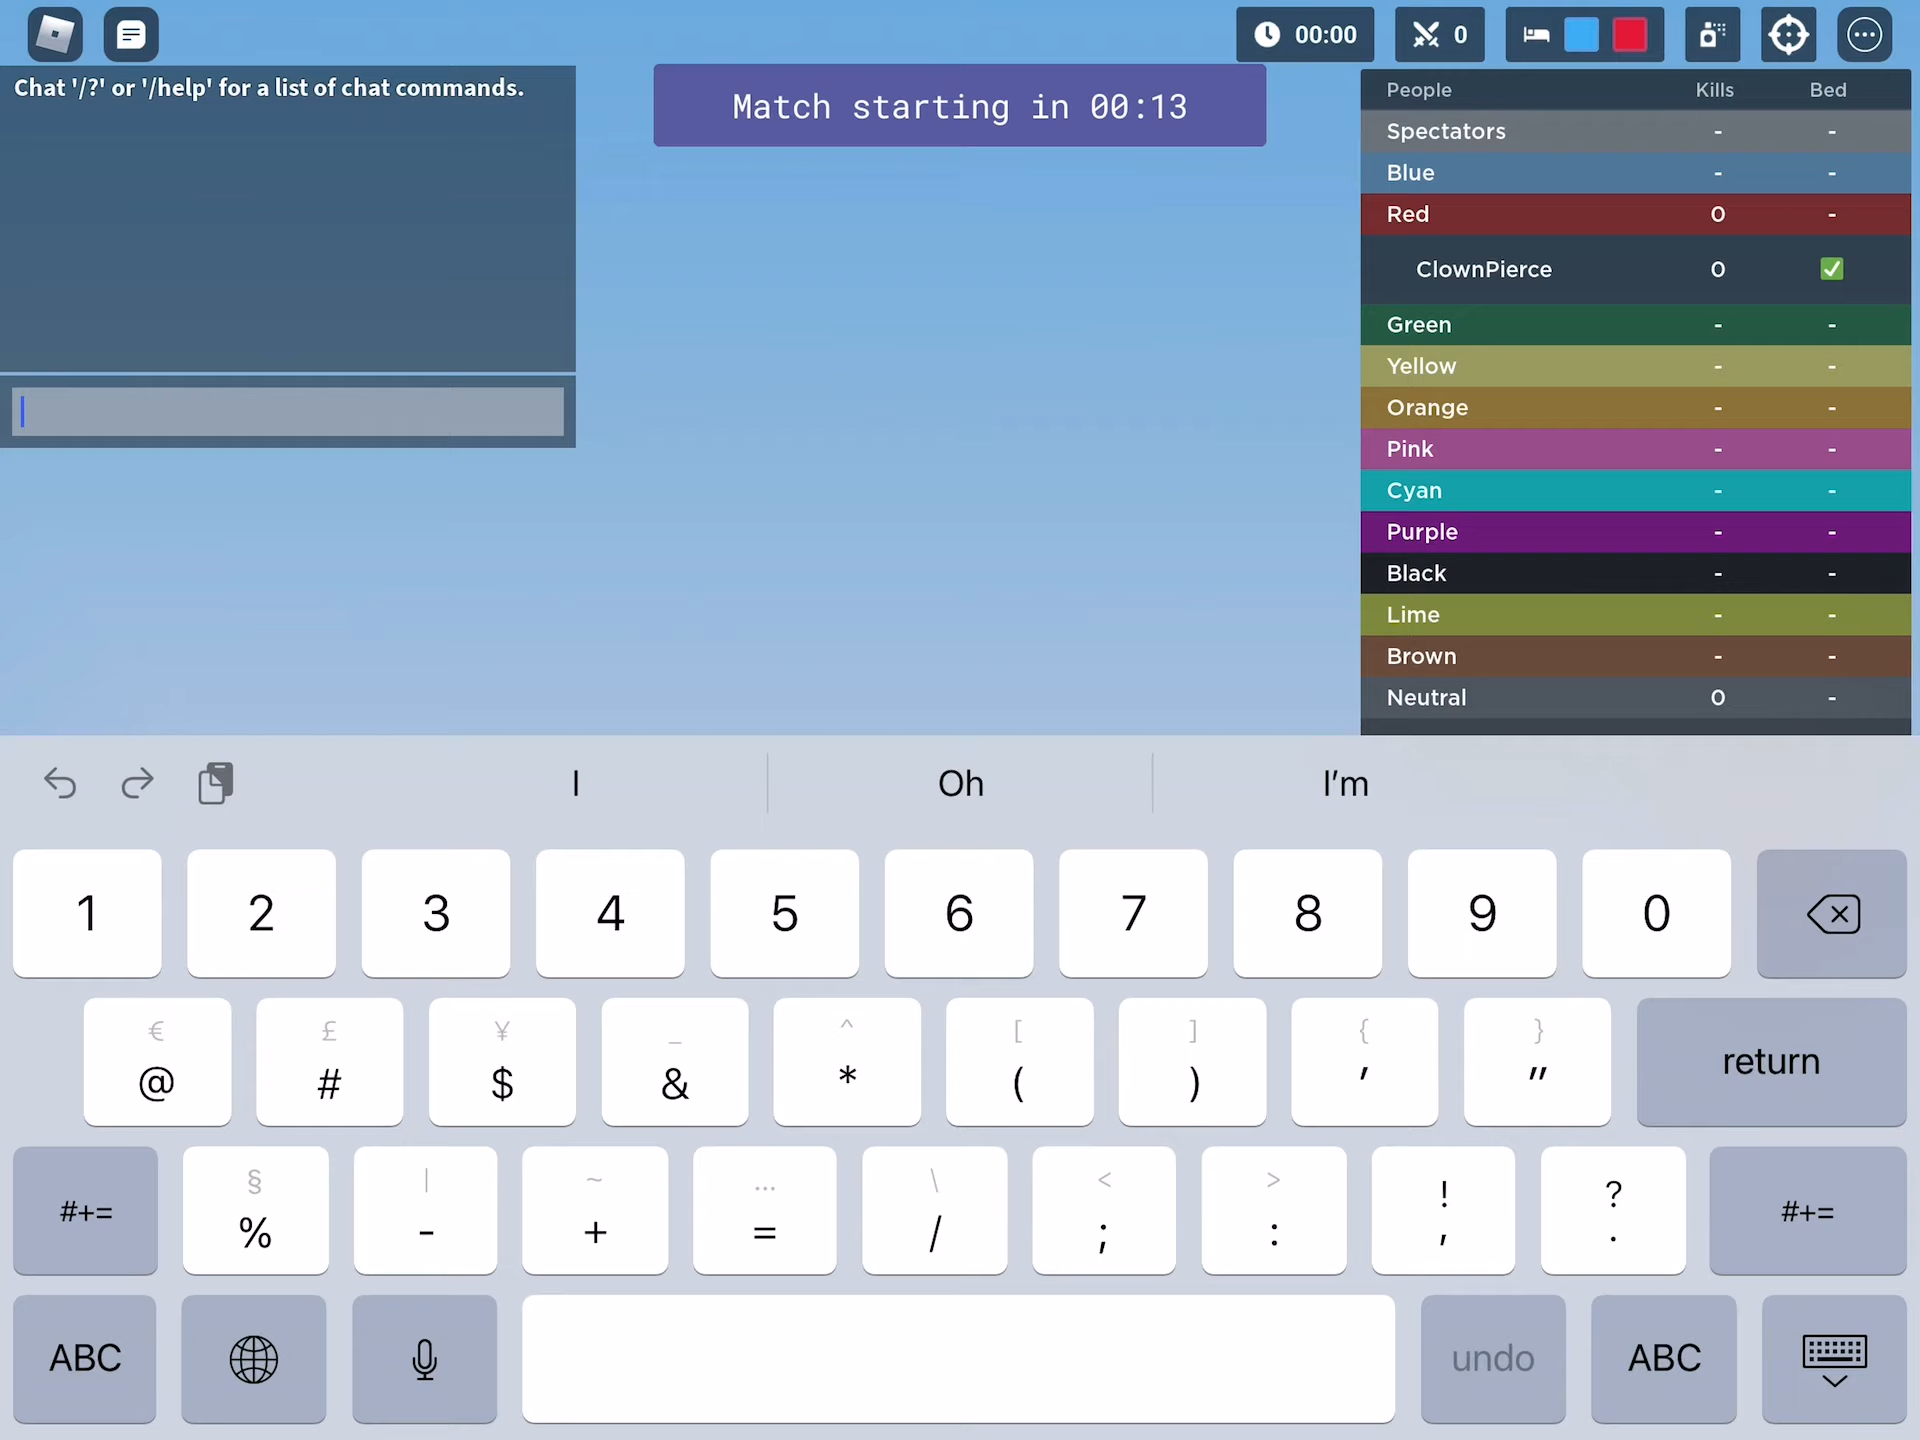 00:00
0
Chat '/?' or '/help' for a list of chat commands.
Match starting in 00:13
People Kills Bed
Spectators - -
Blue - -
Red 0 -
ClownPierce 0 ✅
Green - -
Yellow - -
Orange - -
Pink - -
Cyan - -
Purple - -
Black - -
Lime - -
Brown - -
Neutral 0 -
I Oh I'm
1 2 3 4 5 6 7 8 9 0
€ £ ¥ _ ^ [ ] { }
@ # $ & * ( ) ' " return
§ | ~ … \ < > ! ?
#+= % - + = / ; : , . #+=
ABC undo ABC